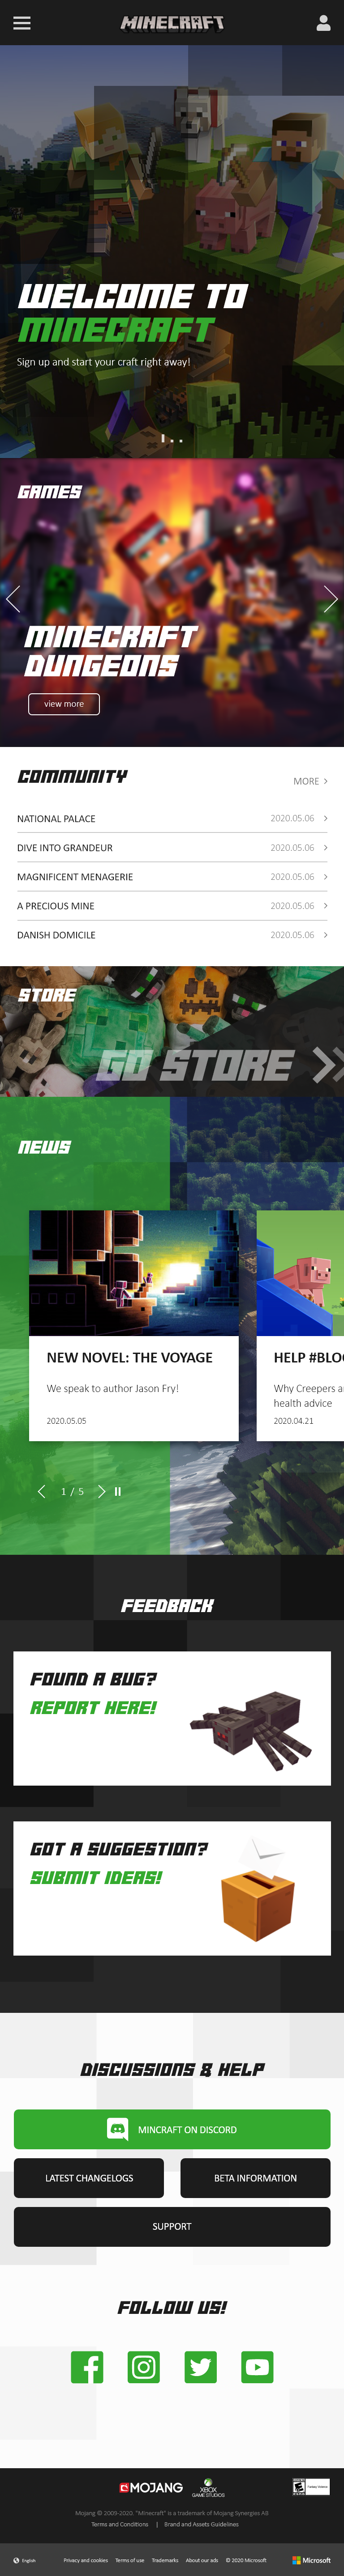 MINECRAFT
WELCOME TO
MINECRAFT
Sign up and start your craft right away!
GAMES
MINECRAFT
DUNGEONS
view more
COMMUNITY
MORE >
NATIONAL PALACE 2020.05.06 >
DIVE INTO GRANDEUR 2020.05.06 >
MAGNIFICENT MENAGERIE 2020.05.06 >
A PRECIOUS MINE 2020.05.06 >
DANISH DOMICILE 2020.05.06 >
STORE
GO STORE
NEWS
NEW NOVEL: THE VOYAGE
We speak to author Jason Fry!
2020.05.05
HELP #BLO
Why Creepers a
health advice
2020.04.21
1 / 5
FEEDBACK
FOUND A BUG?
REPORT HERE!
GOT A SUGGESTION?
SUBMIT IDEAS!
DISCUSSIONS & HELP
MINCRAFT ON DISCORD
LATEST CHANGELOGS
BETA INFORMATION
SUPPORT
FOLLOW US!
MOJANG
XBOX
GAME STUDIOS
E
Mojang © 2009-2020. "Minecraft" is a trademark of Mojang Synergies AB
Terms and Conditions | Brand and Assets Guidelines
English
Privacy and cookies Terms of use Trademarks About our ads © 2020 Microsoft
Microsoft